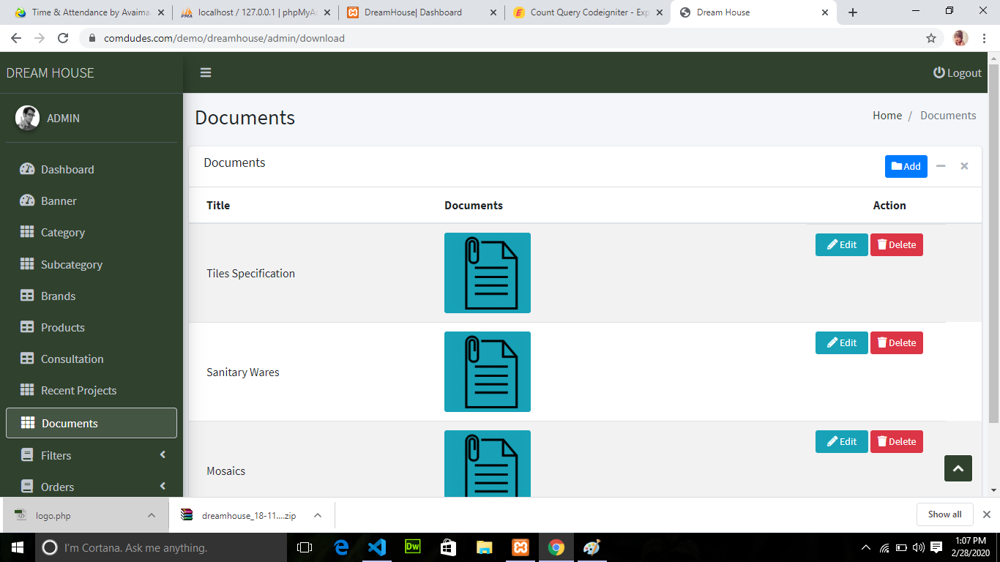 Time & Attendance by Avaima
localhost / 127.0.0.1 | phpMyA
DreamHouse| Dashboard
Count Query Codeigniter - Exp
Dream House
comdudes.com/demo/dreamhouse/admin/download
DREAM HOUSE
Logout
ADMIN
Documents
Home / Documents
Documents
Add
Title Documents Action
Dashboard
Banner
Category
Subcategory
Brands
Products
Consultation
Recent Projects
Documents
Filters
Orders
Tiles Specification
Edit Delete
Sanitary Wares
Edit Delete
Mosaics
Edit Delete
logo.php
dreamhouse_18-11....zip
Show all
I'm Cortana. Ask me anything.
Dw
1:07 PM
2/28/2020